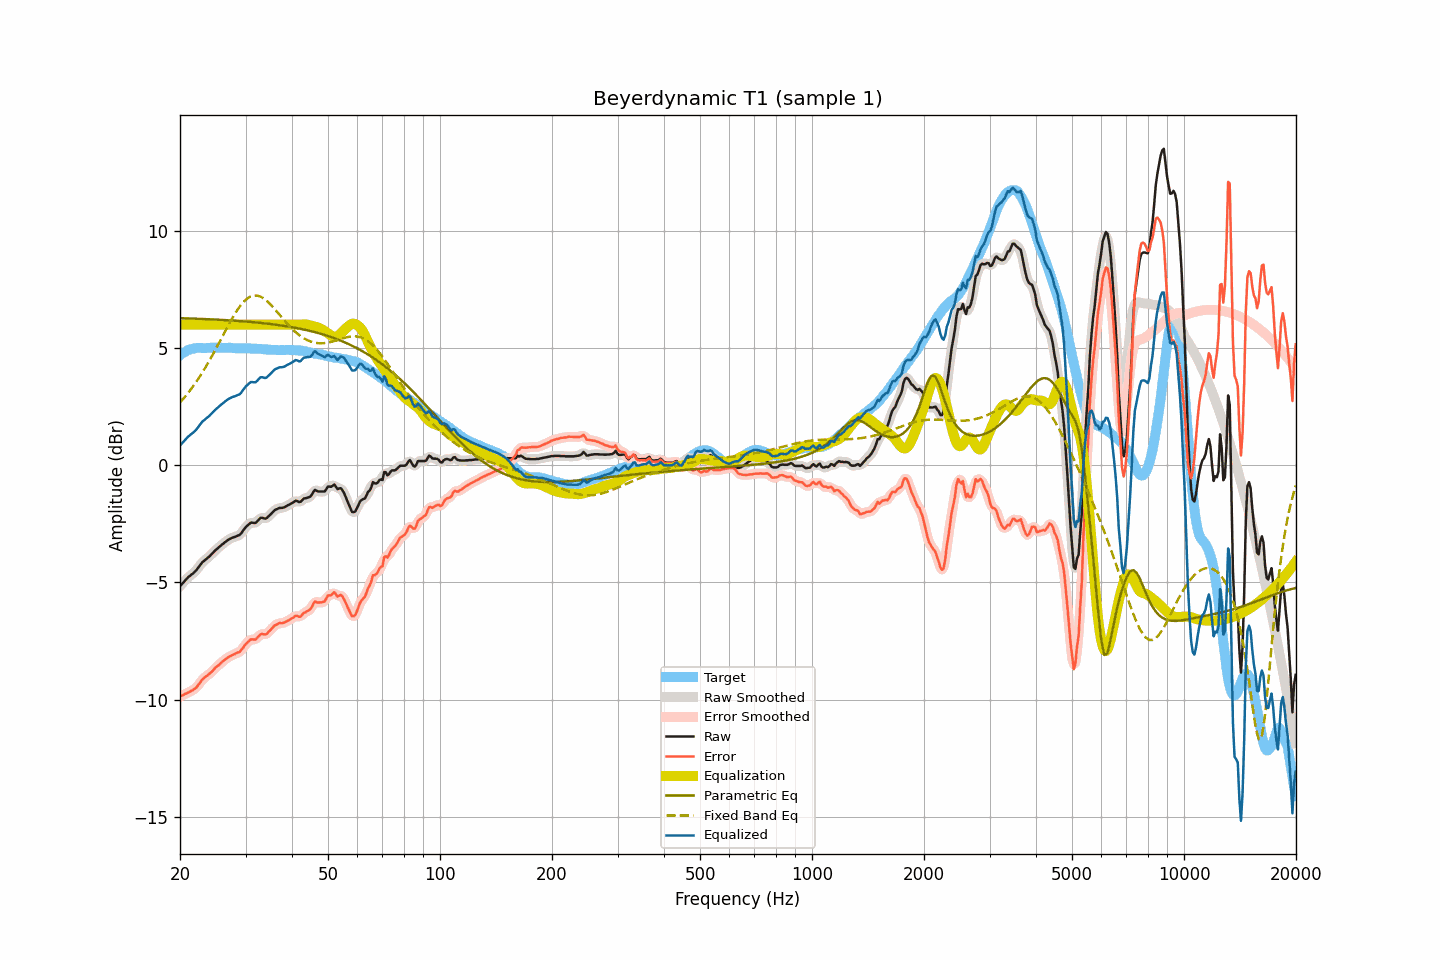 Beyerdynamic T1 (sample 1)
Amplitude (dBr)
10
5
0
−5
−10
−15
Target
Raw Smoothed
Error Smoothed
Raw
Error
Equalization
Parametric Eq
Fixed Band Eq
Equalized
20 50 100 200 500 1000 2000 5000 10000 20000
Frequency (Hz)